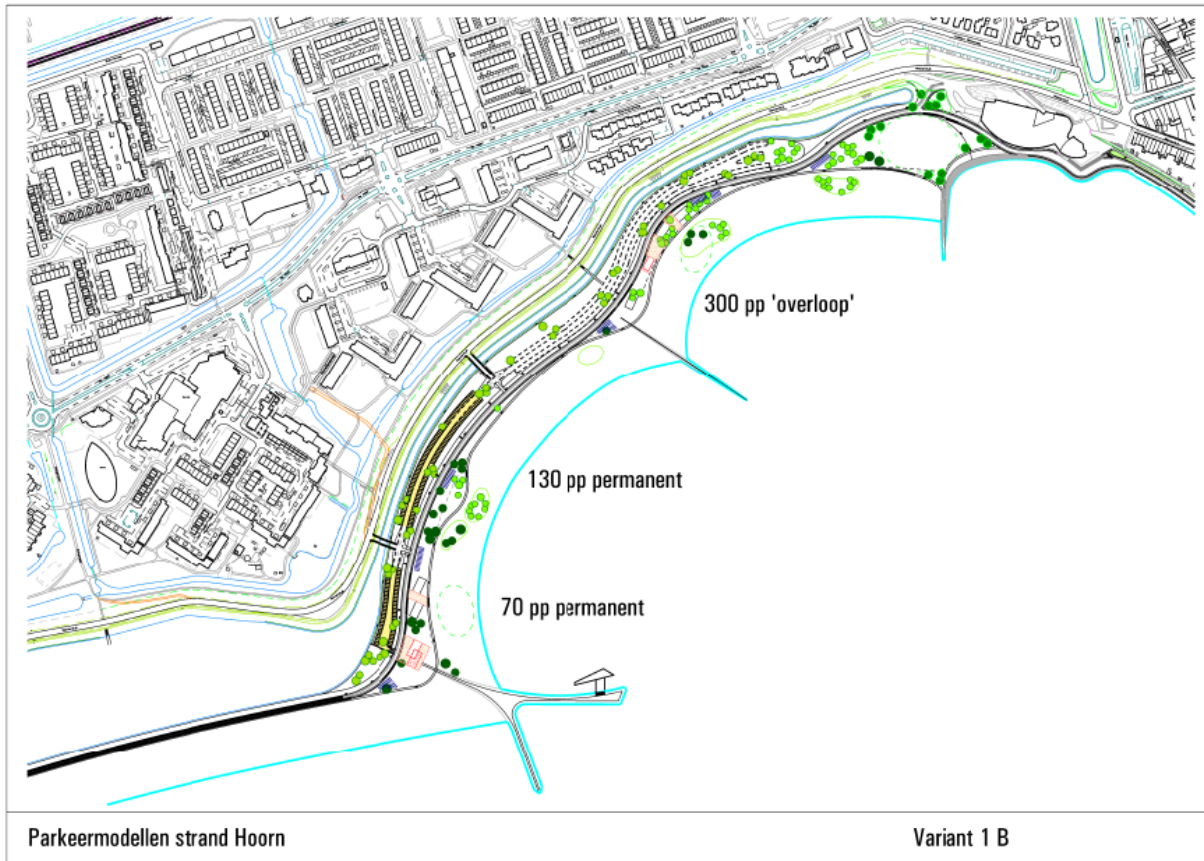 300 pp 'overloop'
130 pp permanent
70 pp permanent
Parkeermodellen strand Hoorn
Variant 1 B